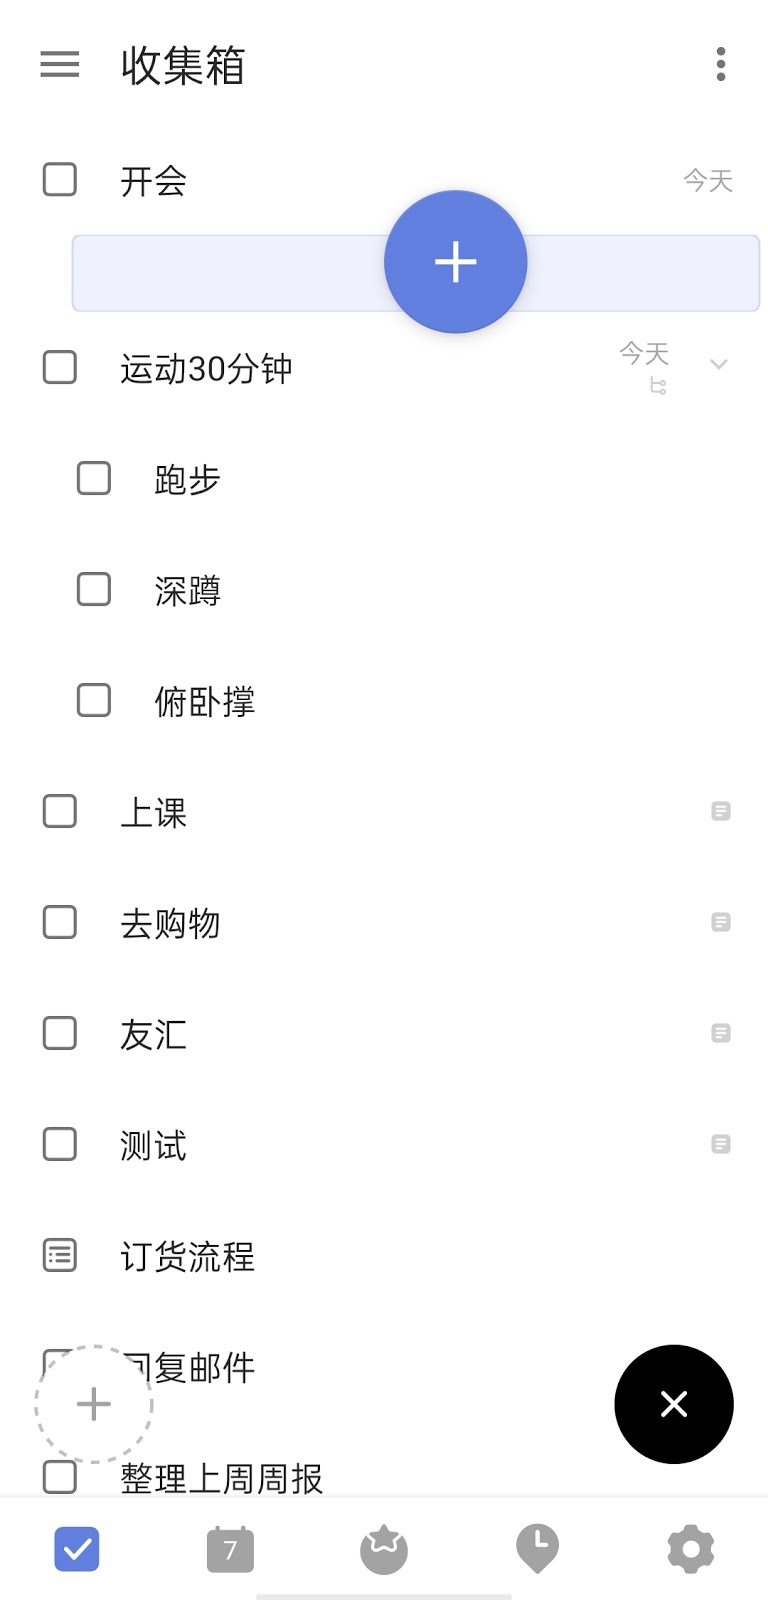 收集箱
开会
今天
运动30分钟
今天
跑步
深蹲
俯卧撑
上课
去购物
友汇
测试
订货流程
回复邮件
整理上周周报
7